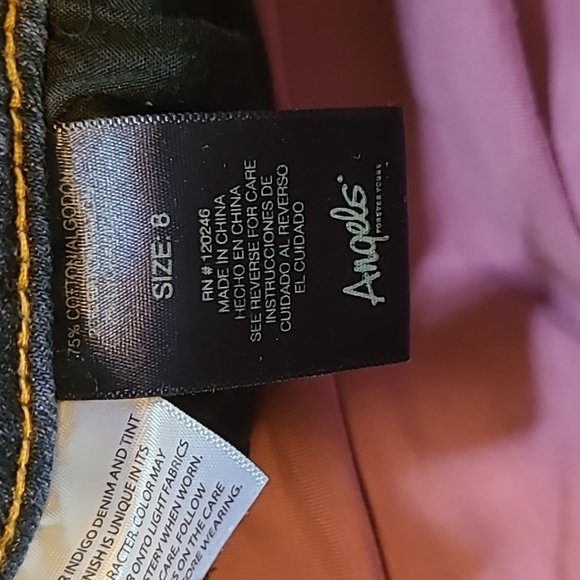 Angels
FOREVER YOUNG
EL CUIDADO
CUIDADO AL REVERSO
INSTRUCCIONES DE
SEE REVERSE FOR CARE
HECHO EN CHINA
MADE IN CHINA
RN # 120246
SIZE: 8
75% COTTON/ALGODON
R INDIGO DENIM AND TINT
NISH IS UNIQUE IN ITS
RACTER. COLOR MAY
R ONTO LIGHT FABRICS
STERY WHEN WORN.
CARE, FOLLOW
S ON THE CARE
ORE WEARING.